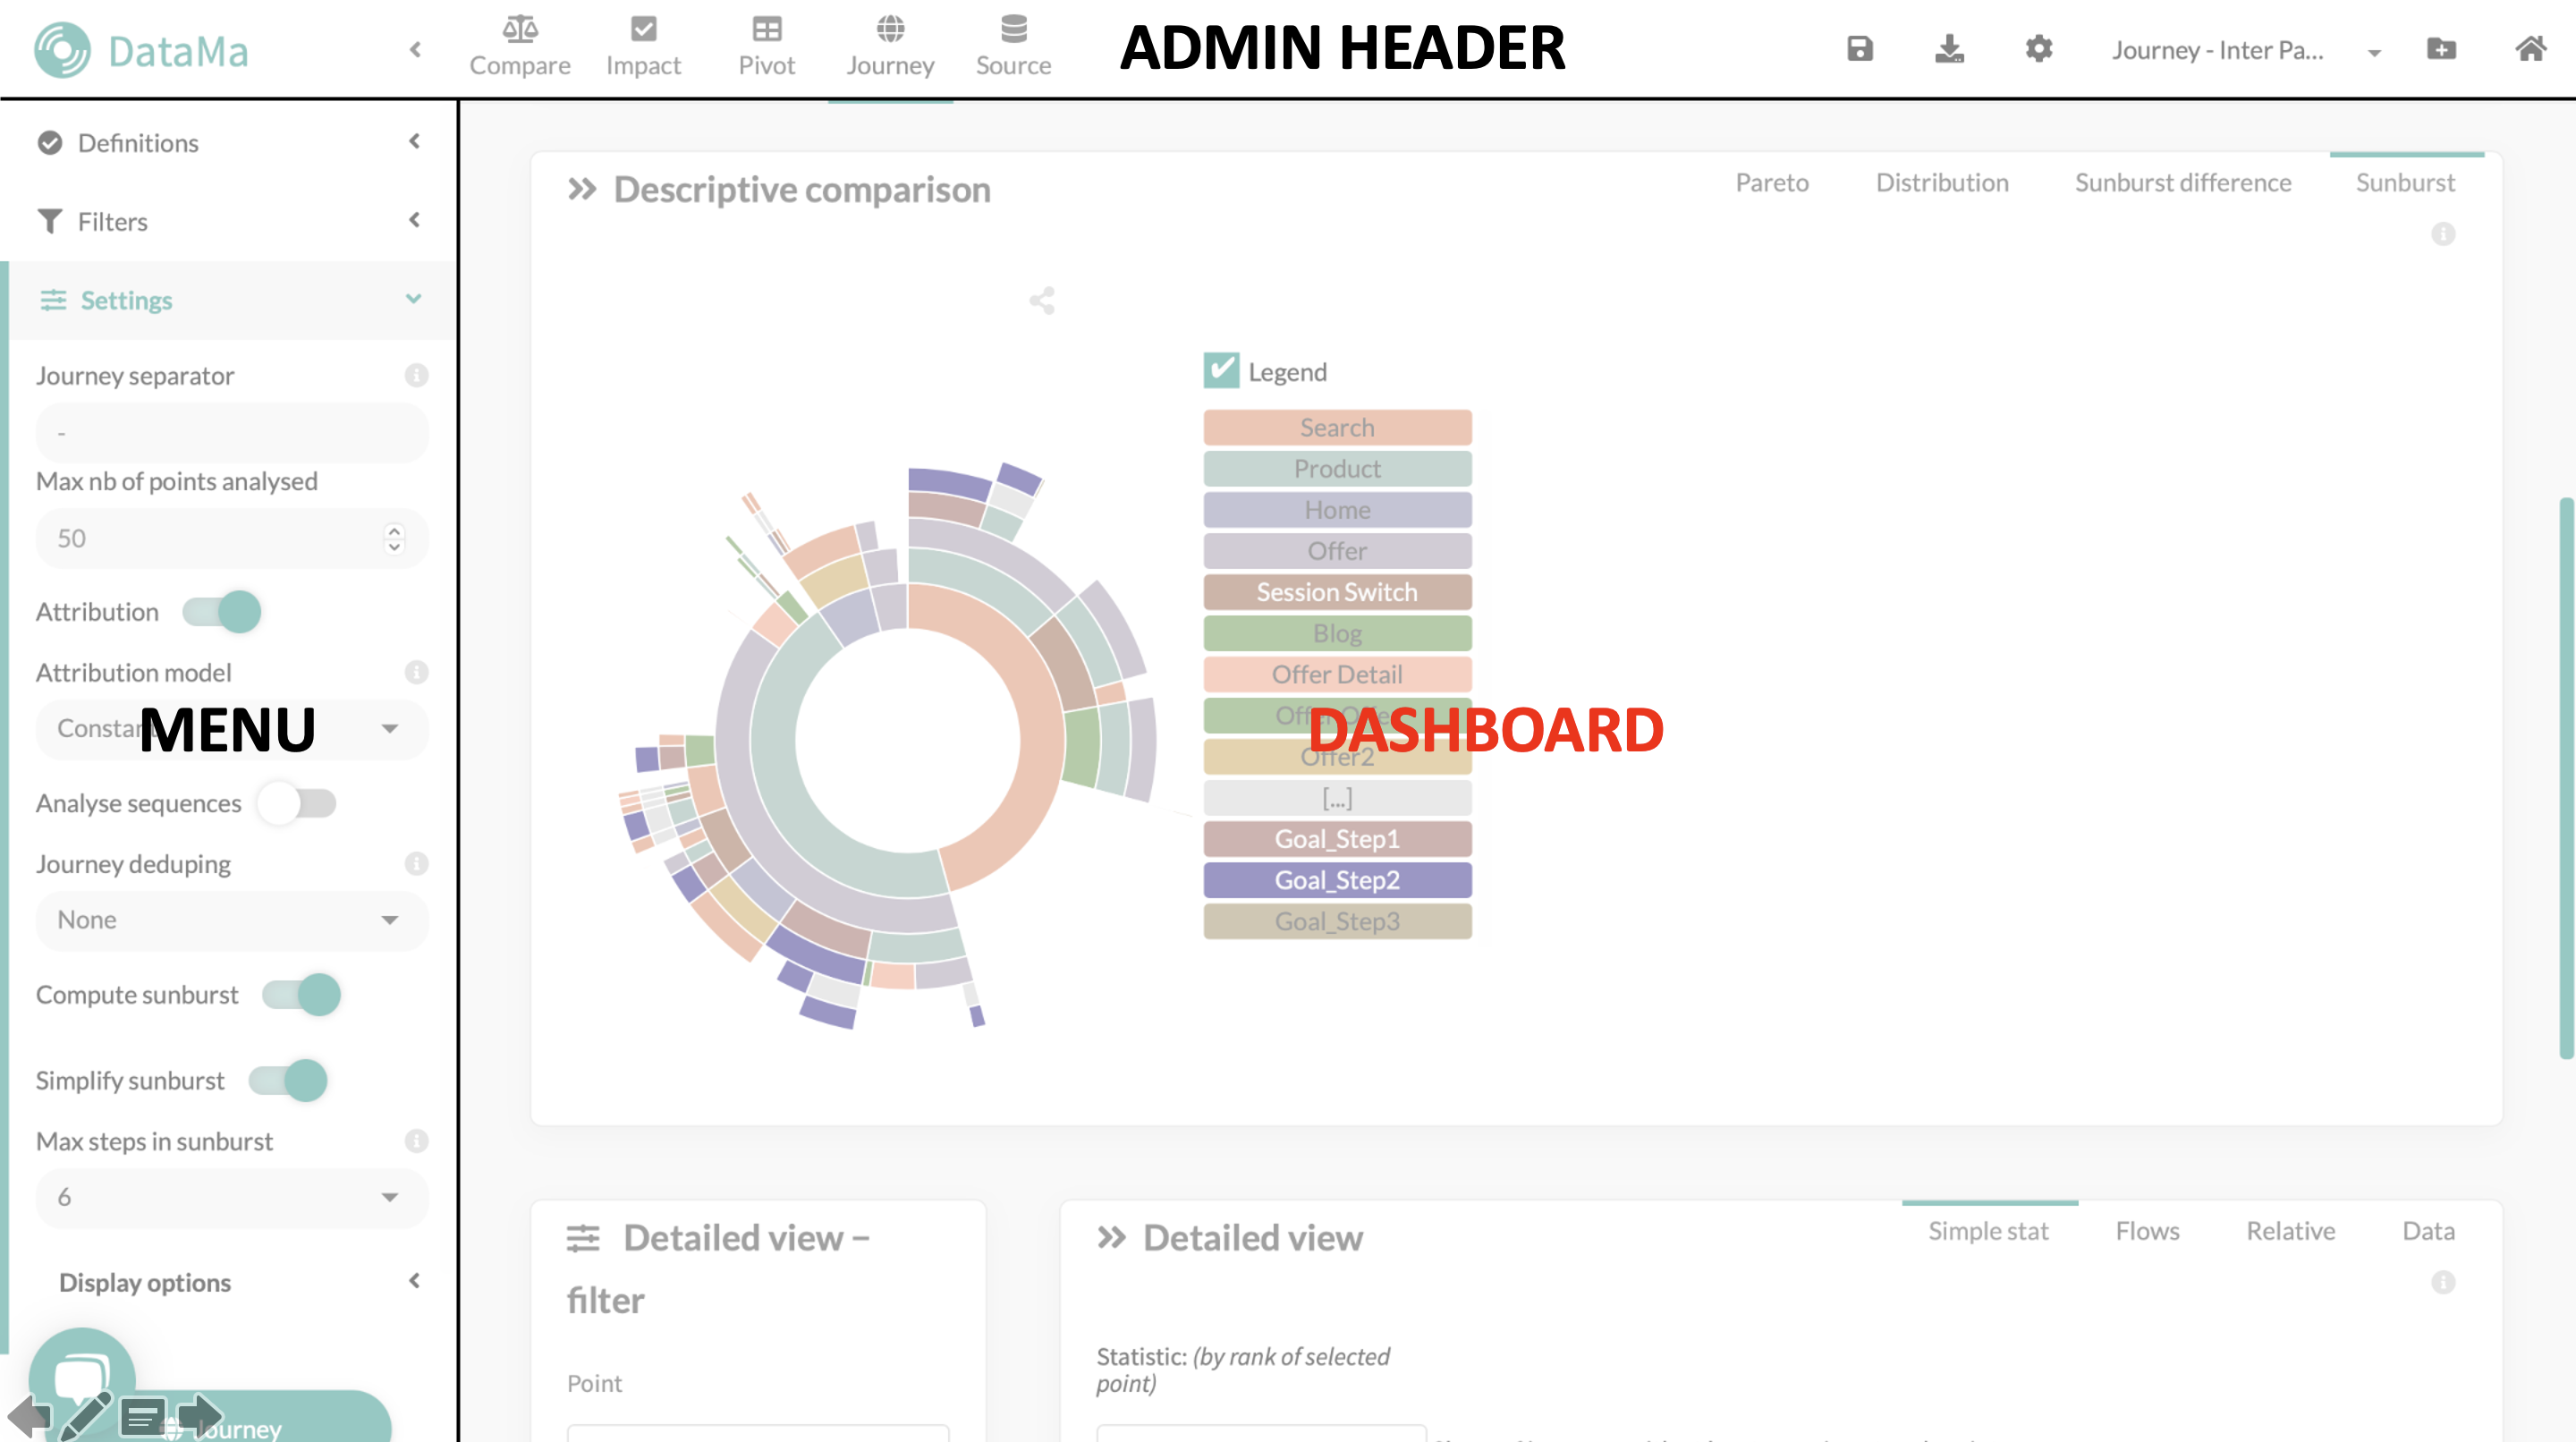 DataMa
Compare
Impact
Pivot
Journey
Source
ADMIN HEADER
Journey - Inter Pa...
Definitions
Filters
Settings
Journey separator
-
Max nb of points analysed
50
Attribution
Attribution model
MENU
Analyse sequences
Journey deduping
None
Compute sunburst
Simplify sunburst
Max steps in sunburst
6
Display options
Journey
Descriptive comparison
Pareto
Distribution
Sunburst difference
Sunburst
Legend
Search
Product
Home
Offer
Session Switch
Blog
Offer Detail
DASHBOARD
Offer2
[...]
Goal_Step1
Goal_Step2
Goal_Step3
Detailed view –
filter
Point
Detailed view
Simple stat
Flows
Relative
Data
Statistic: (by rank of selected
point)